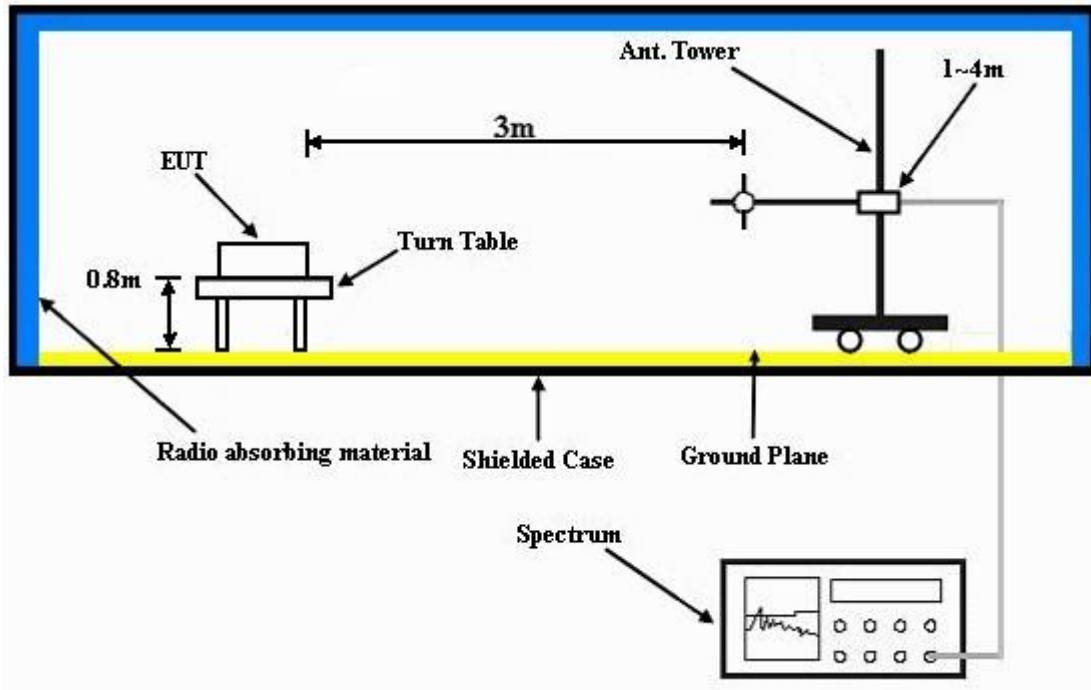 Ant. Tower
1~4m
3m
EUT
Turn Table
0.8m
Radio absorbing material
Shielded Case
Ground Plane
Spectrum